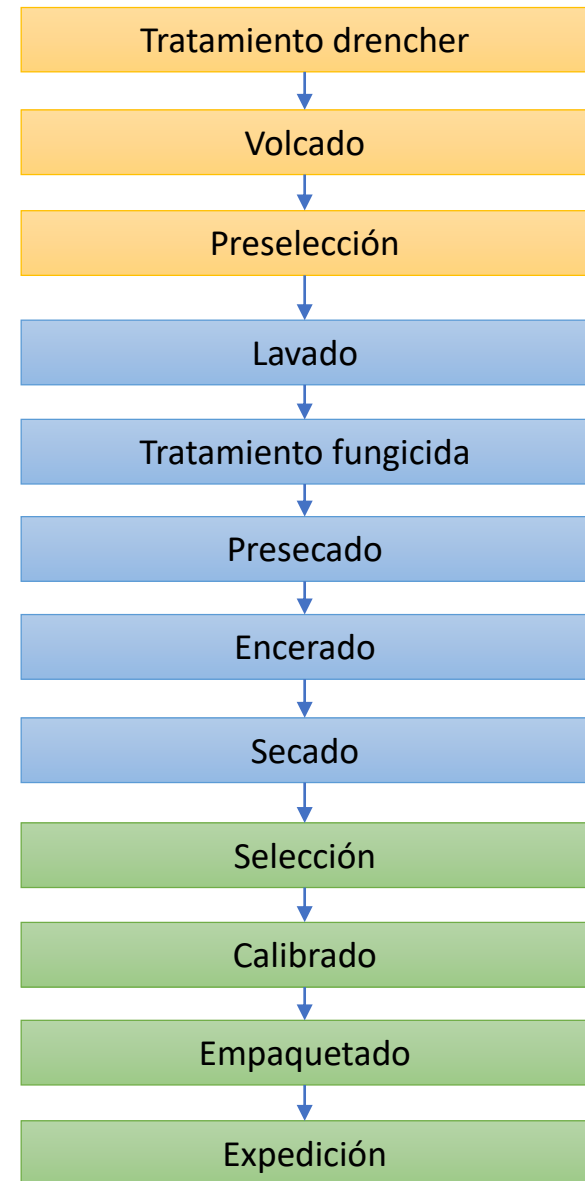 Tratamiento drencher
Volcado
Preselección
Lavado
Tratamiento fungicida
Presecado
Encerado
Secado
Selección
Calibrado
Empaquetado
Expedición